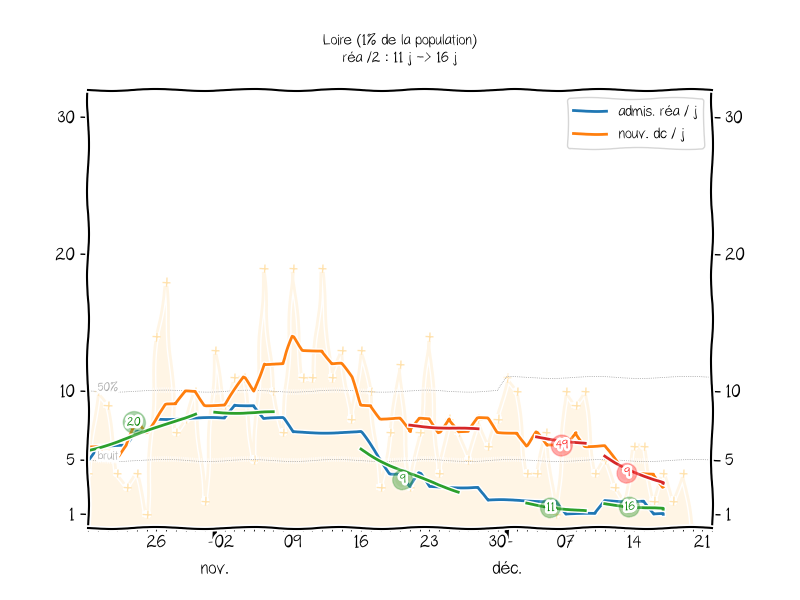 Loire (1% de la population)
réa /2 : 11 j -> 16 j
admis. réa / j
nouv. dc / j
30 30
20 20
10 10
5 5
1 1
50%
bruit
20
9
11
16
49
9
26 02 09 16 23 30 07 14 21
nov. déc.